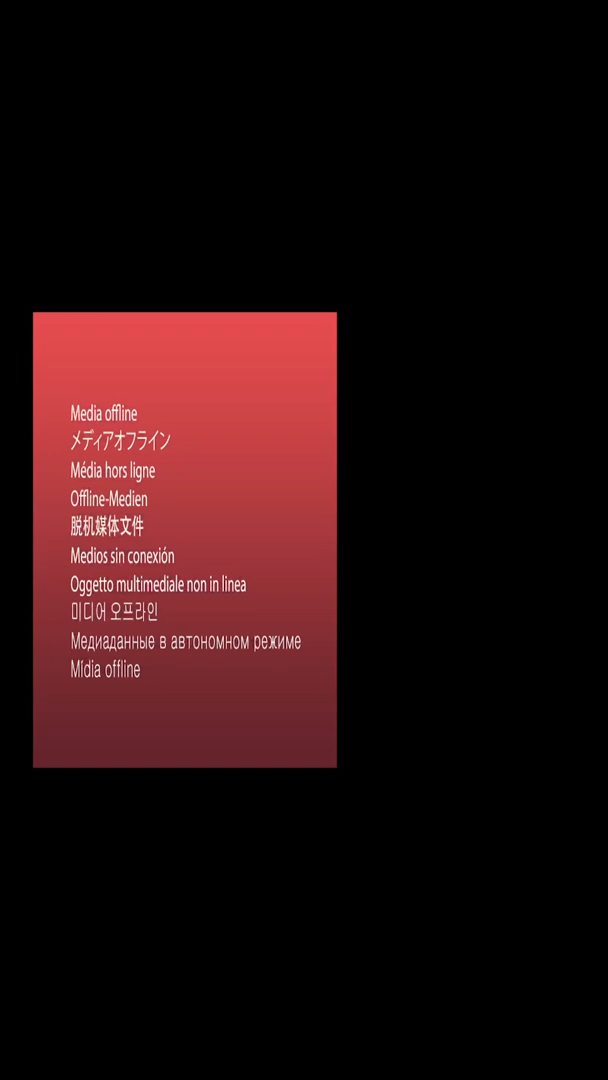 Media offline
メディアオフライン
Média hors ligne
Offline-Medien
脱机媒体文件
Medios sin conexión
Oggetto multimediale non in linea
미디어 오프라인
Медиаданные в автономном режиме
Mídia offline